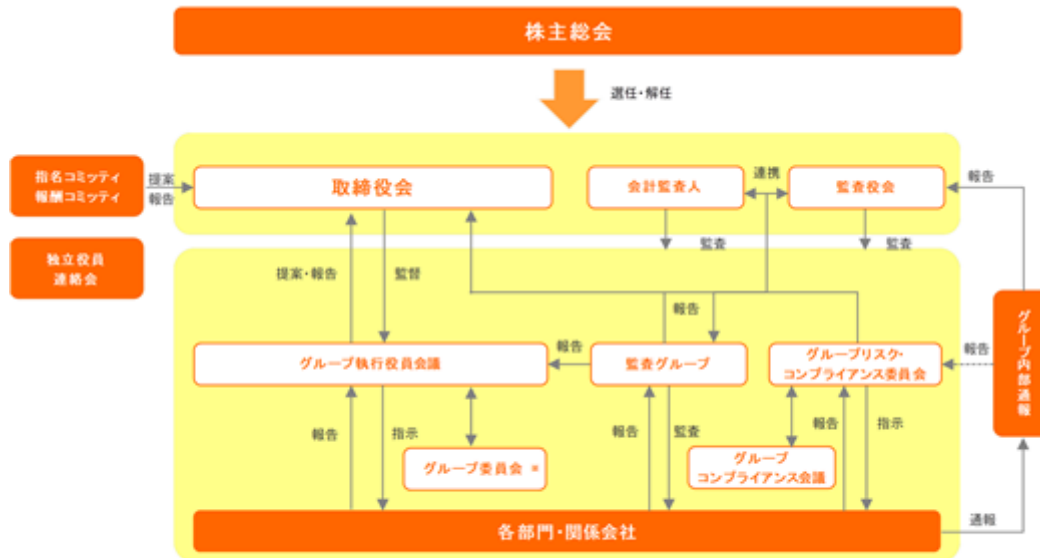 株主総会
選任・解任
指名コミッティ
報酬コミッティ
提案
報告
取締役会
会計監査人
連携
監査役会
報告
独立役員
連絡会
監査
監査
提案・報告
監督
報告
グループ内部通報
グループ執行役員会議
報告
監査グループ
グループリスク・
コンプライアンス委員会
報告
報告
指示
グループ委員会 ※
報告
監査
グループ
コンプライアンス会議
報告
指示
各部門・関係会社
通報